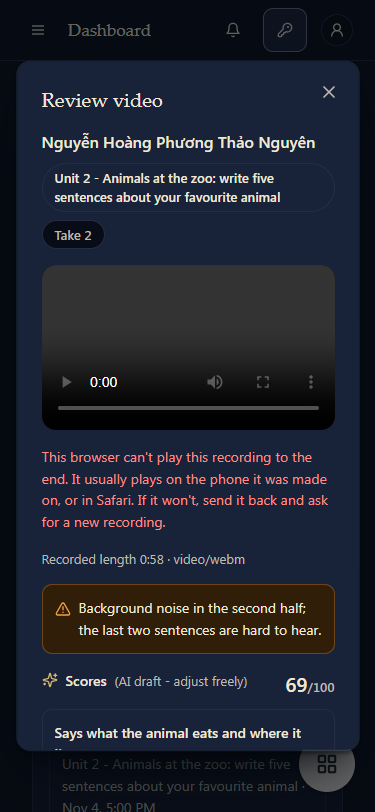 Dashboard
Review video
Nguyễn Hoàng Phương Thảo Nguyên
Unit 2 - Animals at the zoo: write five
sentences about your favourite animal
Take 2
0:00
This browser can't play this recording to the
end. It usually plays on the phone it was made
on, or in Safari. If it won't, send it back and ask
for a new recording.
Recorded length 0:58 · video/webm
Background noise in the second half;
the last two sentences are hard to hear.
Scores (AI draft - adjust freely) 69/100
Says what the animal eats and where it
Unit 2 - Animals at the zoo: write five
sentences about your favourite animal ·
Nov 4, 5:00 PM